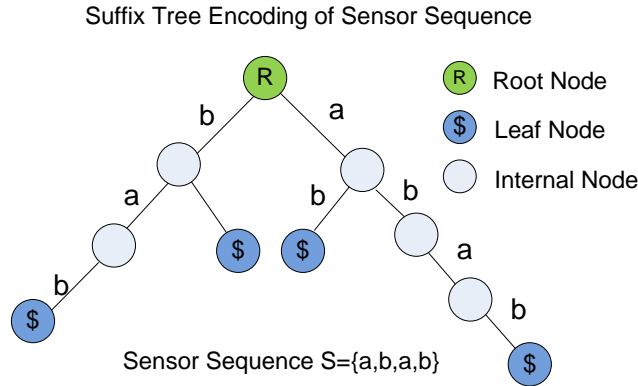 Suffix Tree Encoding of Sensor Sequence
R
R Root Node
b
a
$ Leaf Node
Internal Node
a
b
b
$
$
a
b
b
$
$
Sensor Sequence S={a,b,a,b}